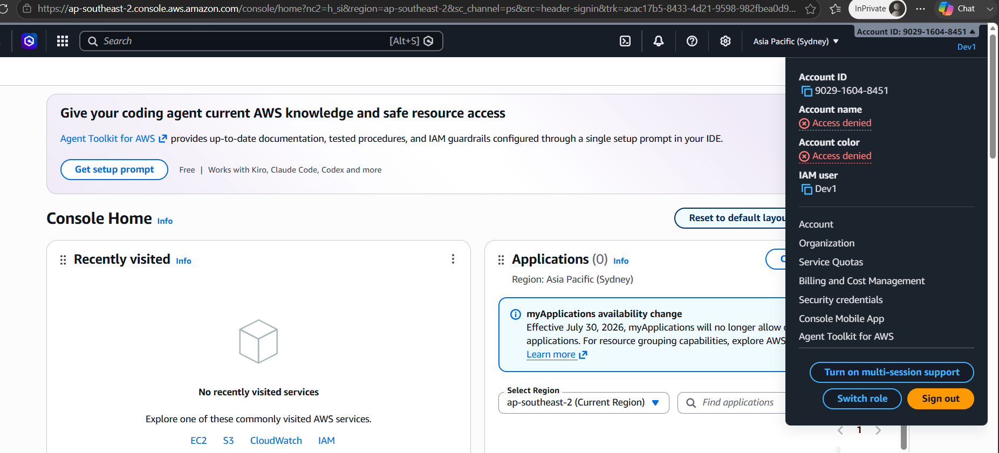 https://ap-southeast-2.console.aws.amazon.com/console/home?nc2=h_si&region=ap-southeast-2&sc_channel=ps&src=header-signin&trk=acac17b5-8433-4d21-9598-982fbea0d9...
InPrivate
Chat
Search
[Alt+S]
Asia Pacific (Sydney)
Account ID: 9029-1604-8451
Dev1
Give your coding agent current AWS knowledge and safe resource access
Agent Toolkit for AWS provides up-to-date documentation, tested procedures, and IAM guardrails configured through a single setup prompt in your IDE.
Get setup prompt
Free | Works with Kiro, Claude Code, Codex and more
Console Home Info
Reset to default layou
Recently visited Info
No recently visited services
Explore one of these commonly visited AWS services.
EC2 S3 CloudWatch IAM
Applications (0) Info
Region: Asia Pacific (Sydney)
myApplications availability change
Effective July 30, 2026, myApplications will no longer allow
applications. For resource grouping capabilities, explore AWS
Learn more
Select Region
ap-southeast-2 (Current Region)
Find applications
1
Account ID
9029-1604-8451
Account name
Access denied
Account color
Access denied
IAM user
Dev1
Account
Organization
Service Quotas
Billing and Cost Management
Security credentials
Console Mobile App
Agent Toolkit for AWS
Turn on multi-session support
Switch role
Sign out